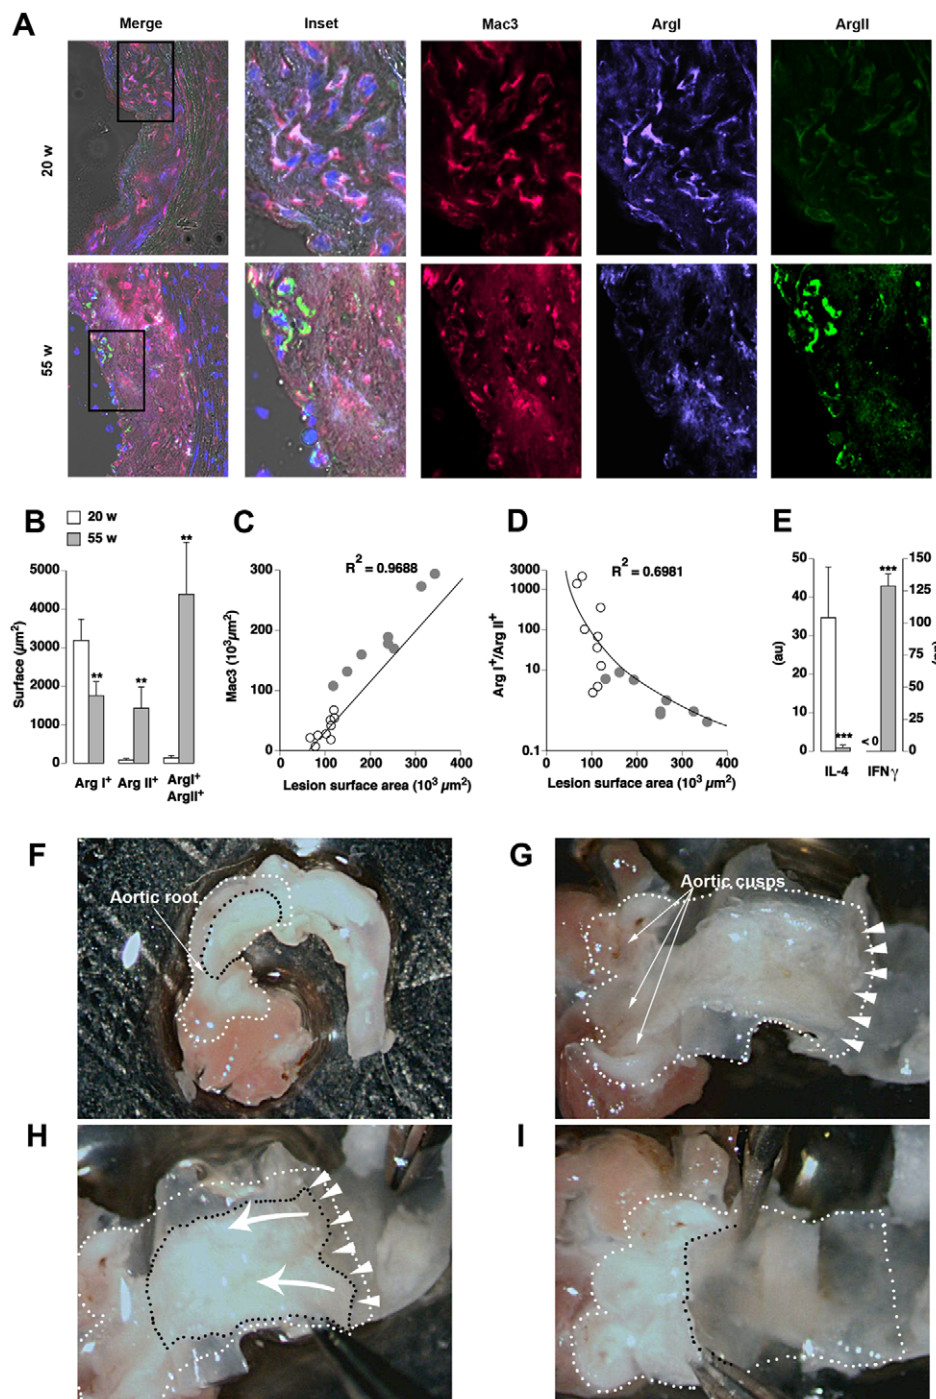 A
Merge
Inset
Mac3
ArgI
ArgII
20 w
55 w
B
20 w
55 w
Surface (µm²)
5000
4000
3000
2000
1000
0
**
**
**
Arg I⁺
Arg II⁺
ArgI⁺
ArgII⁺
C
R² = 0.9688
Mac3 (10³µm²)
300
200
100
0
0
100
200
300
400
Lesion surface area (10³ µm²)
D
R² = 0.6981
Arg I⁺/Arg II⁺
3000
1000
100
10
0.1
0
100
200
300
400
Lesion surface area (10³ µm²)
E
(au)
50
40
30
20
10
0
***
< 0
***
150
125
100
75
50
25
0
IL-4
IFNγ
F
Aortic root
G
Aortic cusps
H
I